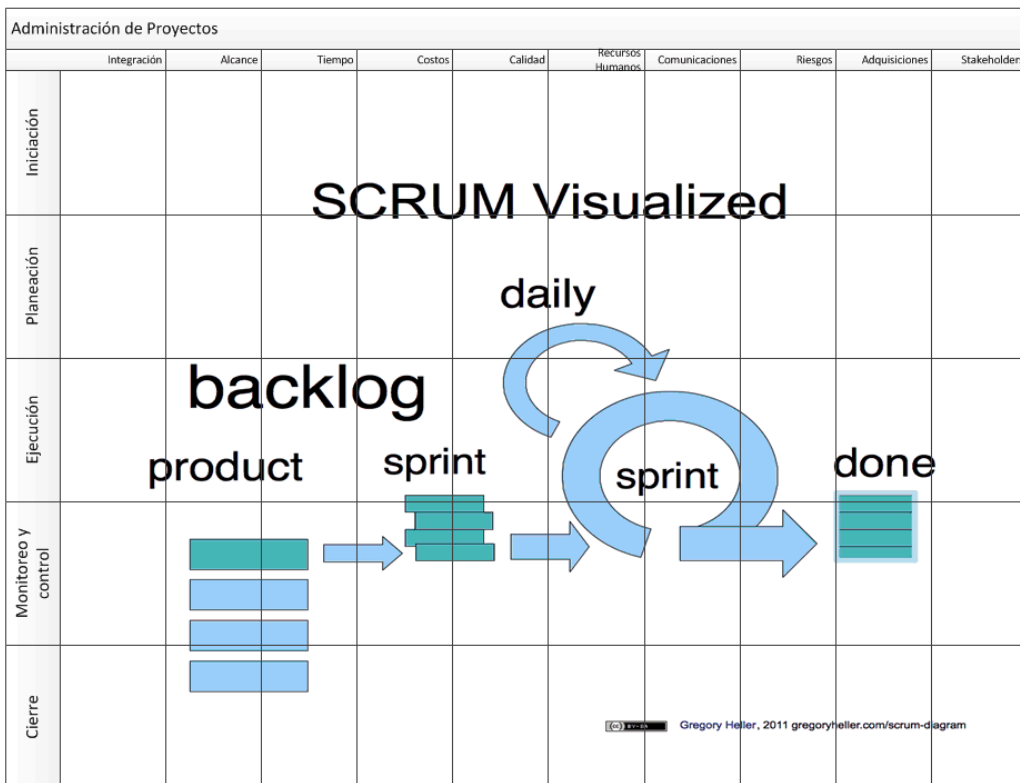 Administración de Proyectos
Integración Alcance Tiempo Costos Calidad Recursos Humanos Comunicaciones Riesgos Adquisiciones Stakeholders
Iniciación
SCRUM Visualized
Planeación
daily
Ejecución
backlog
product sprint sprint done
Monitoreo y
control
Cierre
Gregory Heller, 2011 gregoryheller.com/scrum-diagram